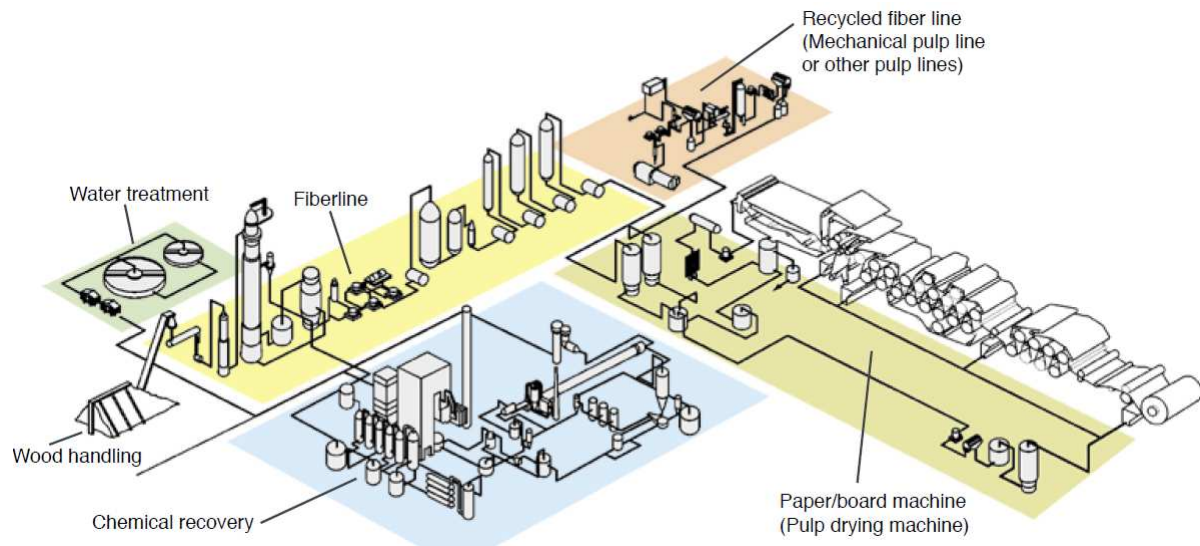 Recycled fiber line
(Mechanical pulp line
or other pulp lines)
Water treatment
Fiberline
Wood handling
Chemical recovery
Paper/board machine
(Pulp drying machine)